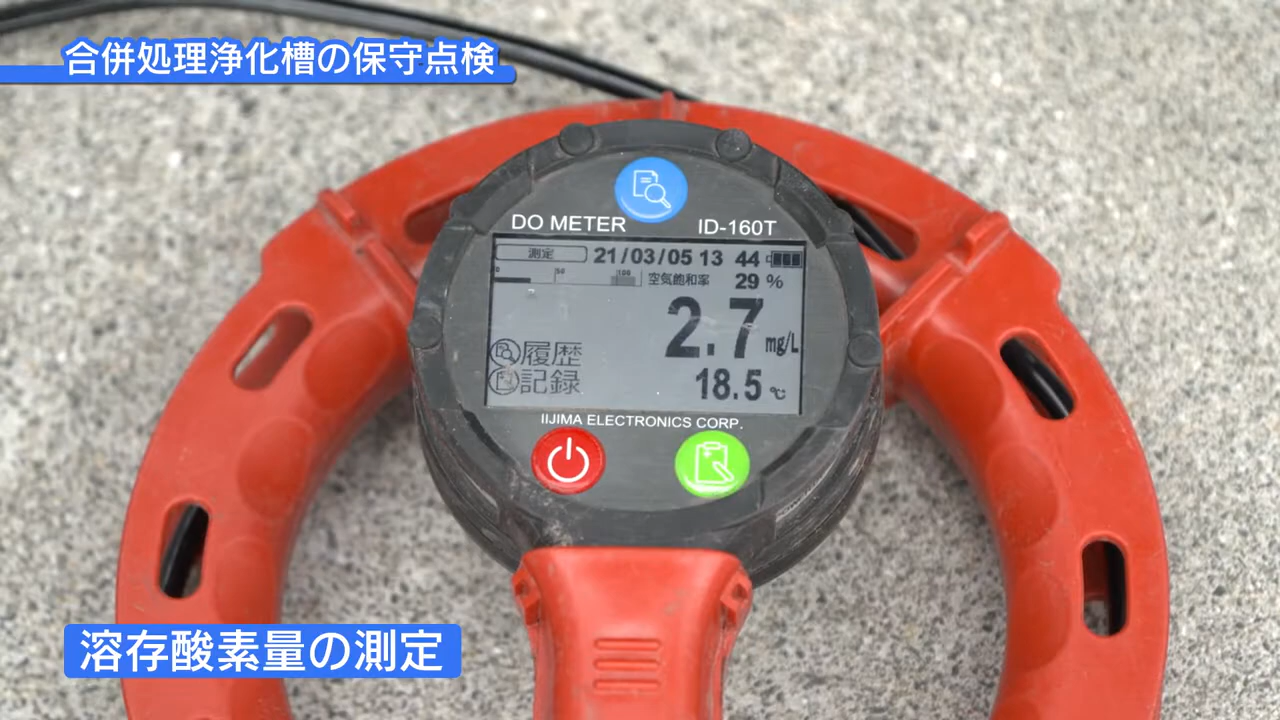 合併処理浄化槽の保守点検
DO METER ID-160T
測定 21/03/05 13 44
0 50 100 空気飽和率 29 %
2.7 mg/L
履歴
記録 18.5 ℃
IIJIMA ELECTRONICS CORP.
溶存酸素量の測定